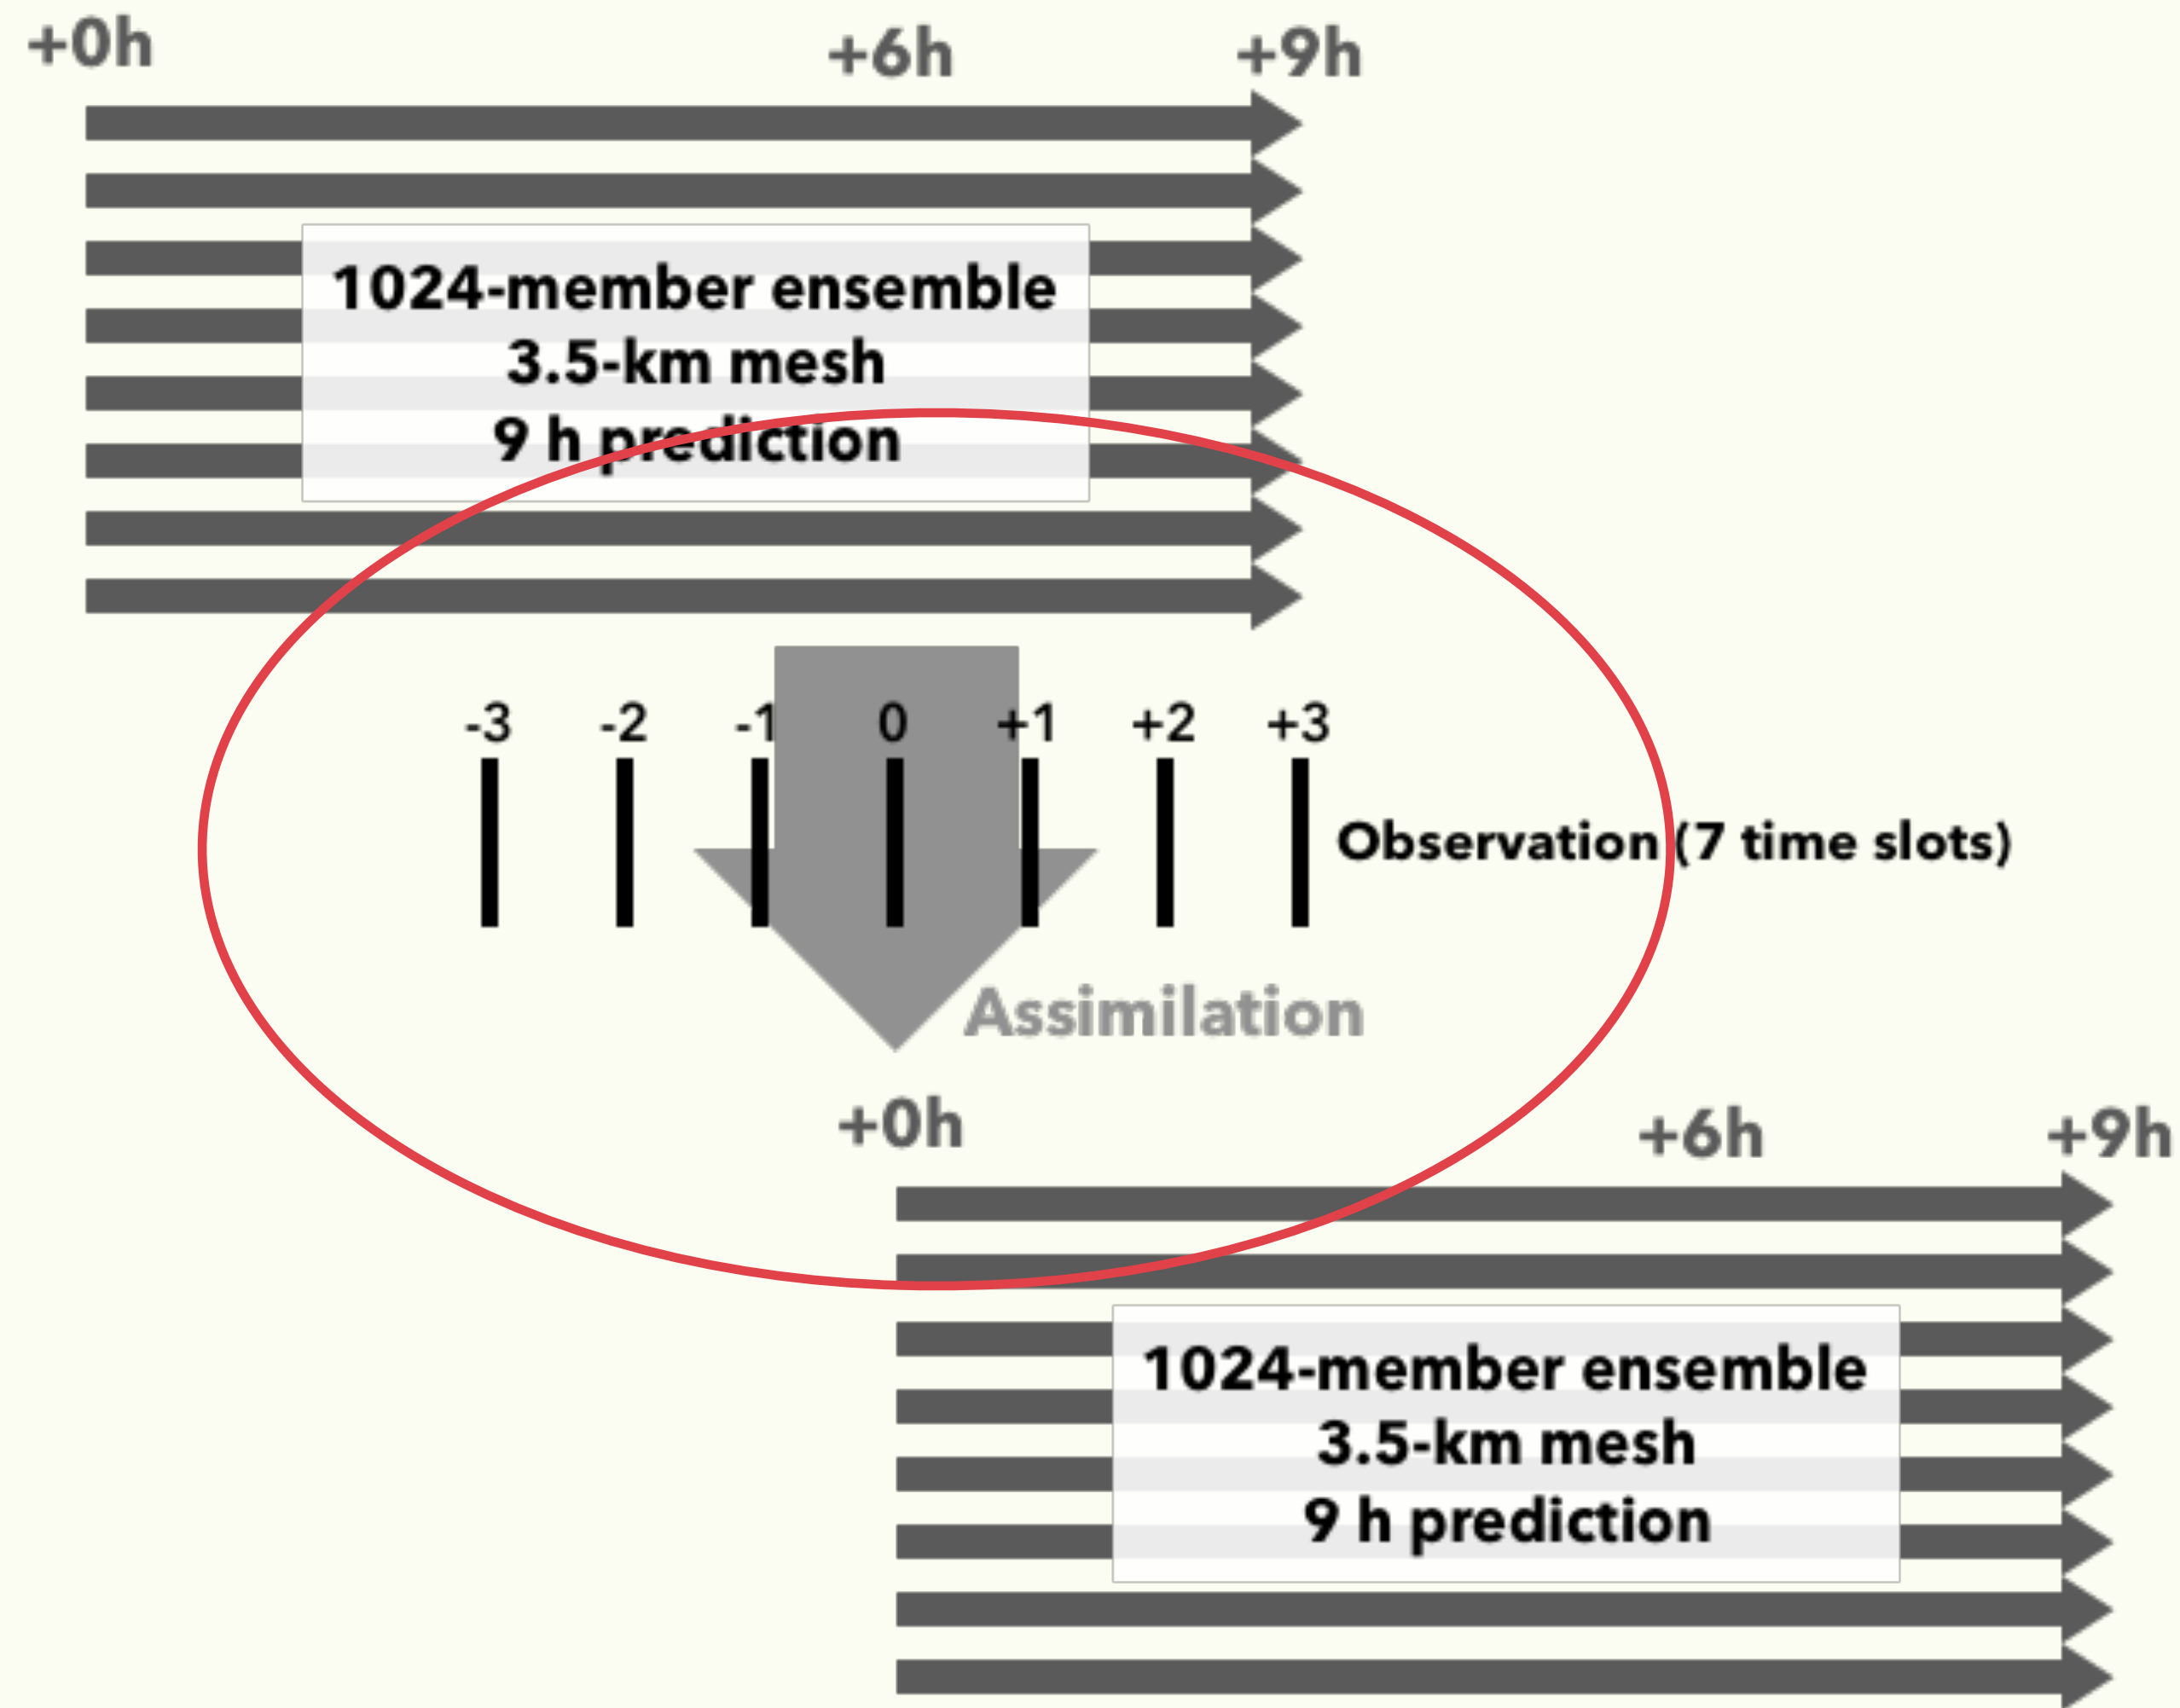 +0h +6h +9h
1024-member ensemble
3.5-km mesh
9 h prediction
-3 -2 -1 0 +1 +2 +3
Observation (7 time slots)
Assimilation
+0h +6h +9h
1024-member ensemble
3.5-km mesh
9 h prediction